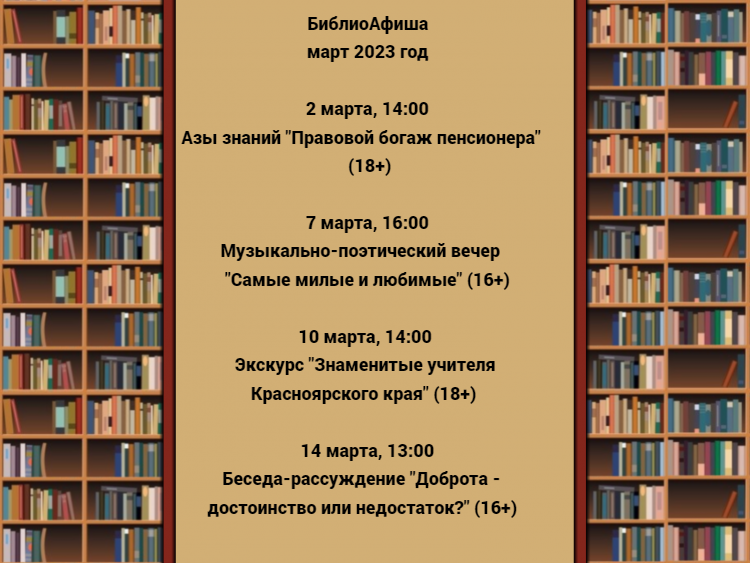 БиблиоАфиша
март 2023 год
2 марта, 14:00
Азы знаний "Правовой богаж пенсионера"
(18+)
7 марта, 16:00
Музыкально-поэтический вечер
"Самые милые и любимые" (16+)
10 марта, 14:00
Экскурс "Знаменитые учителя
Красноярского края" (18+)
14 марта, 13:00
Беседа-рассуждение "Доброта -
достоинство или недостаток?" (16+)